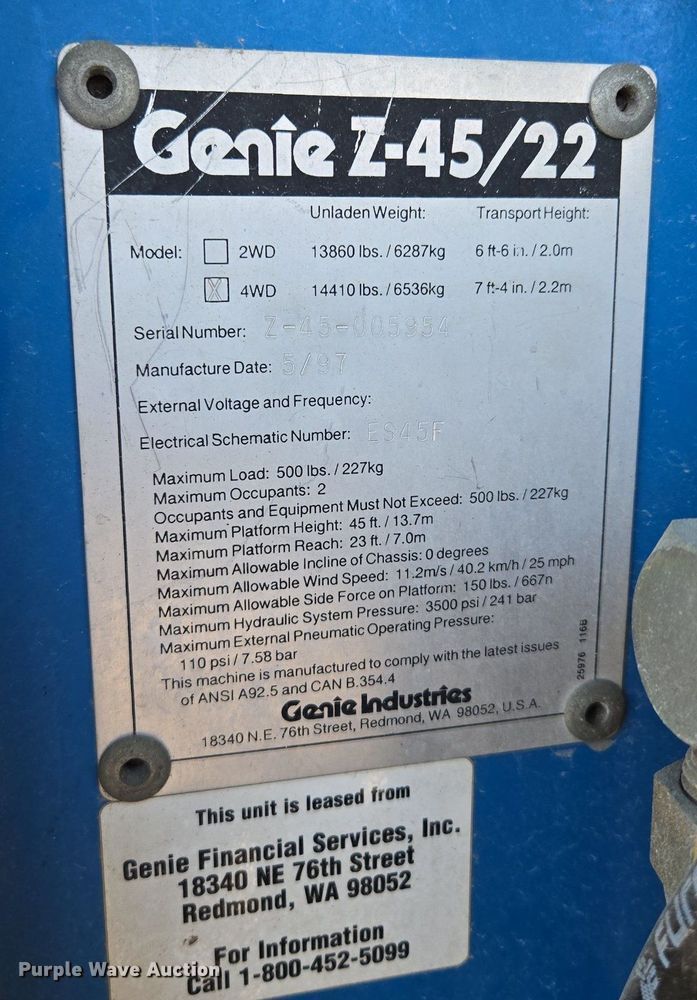 Genie Z-45/22
Unladen Weight: Transport Height:
Model: 2WD 13860 lbs. / 6287kg 6 ft-6 in. / 2.0m
X 4WD 14410 lbs. / 6536kg 7 ft-4 in. / 2.2m
Serial Number: Z-45-005954
Manufacture Date: 5/97
External Voltage and Frequency:
Electrical Schematic Number: ES45F
Maximum Load: 500 lbs. / 227kg
Maximum Occupants: 2
Occupants and Equipment Must Not Exceed: 500 lbs. / 227kg
Maximum Platform Height: 45 ft. / 13.7m
Maximum Platform Reach: 23 ft. / 7.0m
Maximum Allowable Incline of Chassis: 0 degrees
Maximum Allowable Wind Speed: 11.2m/s / 40.2 km/h / 25 mph
Maximum Allowable Side Force on Platform: 150 lbs. / 667n
Maximum Hydraulic System Pressure: 3500 psi / 241 bar
Maximum External Pneumatic Operating Pressure:
110 psi / 7.58 bar
This machine is manufactured to comply with the latest issues
of ANSI A92.5 and CAN B.354.4
Genie Industries
18340 N.E. 76th Street, Redmond, WA 98052, U.S.A.
25976 116B
This unit is leased from
Genie Financial Services, Inc.
18340 NE 76th Street
Redmond, WA 98052
For Information
Call 1-800-452-5099
Purple Wave Auction